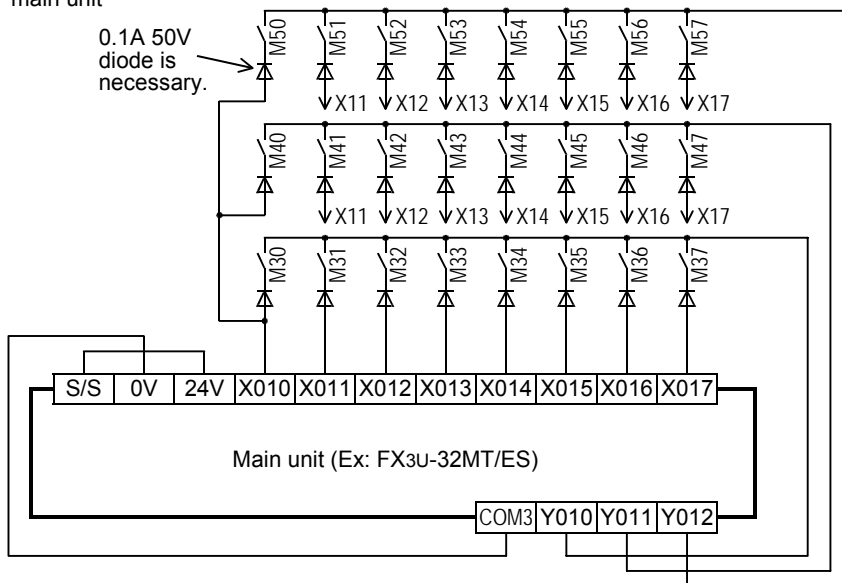 main unit
0.1A 50V
diode is
necessary.
M50 M51 M52 M53 M54 M55 M56 M57
X11 X12 X13 X14 X15 X16 X17
M40 M41 M42 M43 M44 M45 M46 M47
X11 X12 X13 X14 X15 X16 X17
M30 M31 M32 M33 M34 M35 M36 M37
S/S 0V 24V X010 X011 X012 X013 X014 X015 X016 X017
Main unit (Ex: FX3U-32MT/ES)
COM3 Y010 Y011 Y012